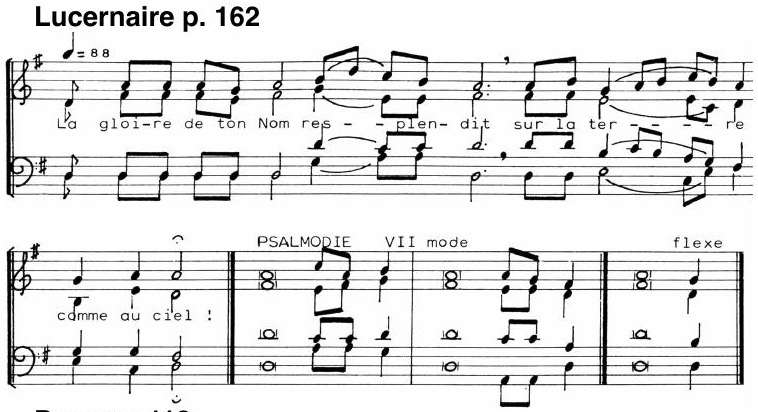 Lucernaire p. 162
= 88
La gloi-re de ton Nom res - - plen- dit sur la ter - - - - re
PSALMODIE VII mode flexe
comme au ciel !